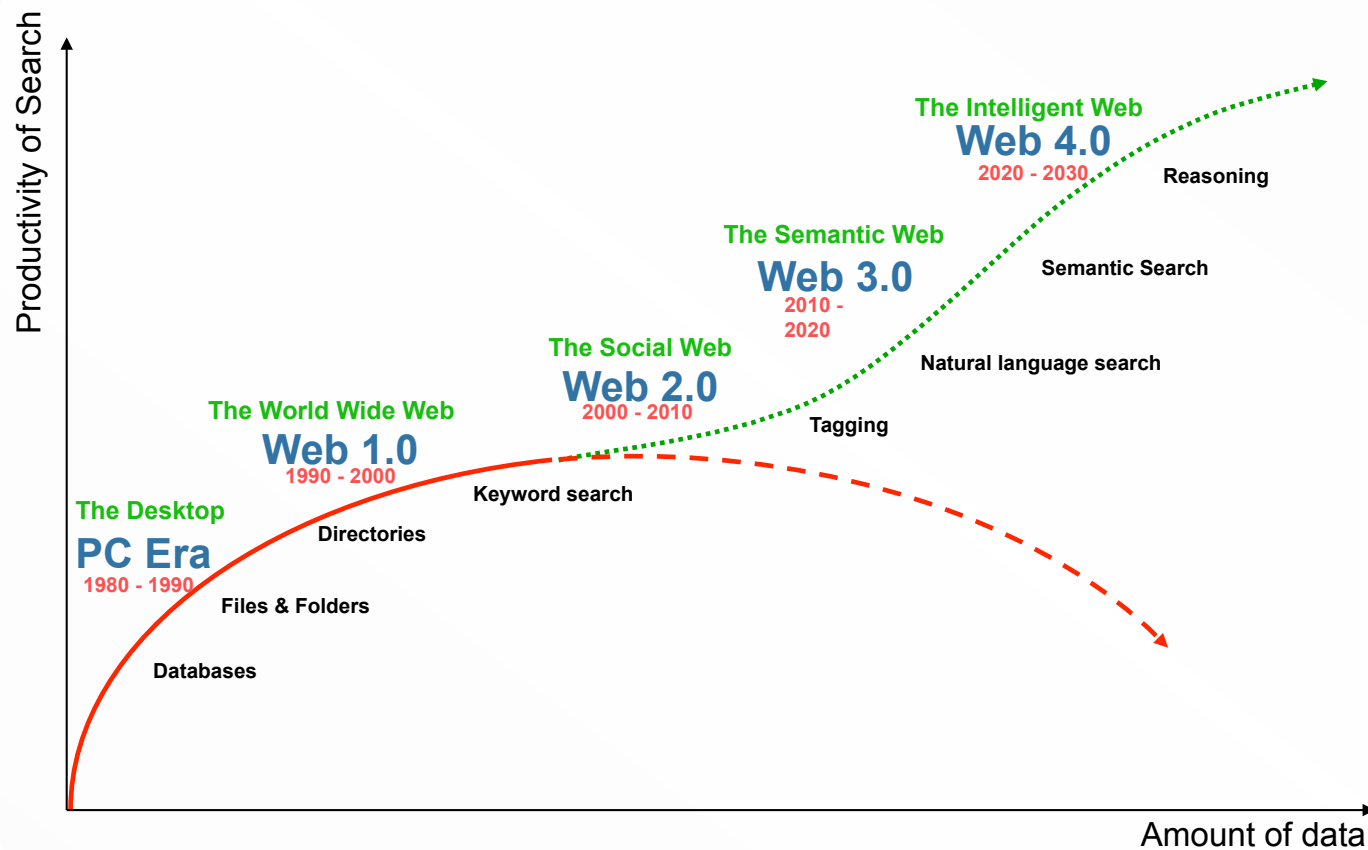 Productivity of Search
The Intelligent Web
Web 4.0
2020 - 2030
Reasoning
The Semantic Web
Web 3.0
2010 -
2020
Semantic Search
The Social Web
Web 2.0
2000 - 2010
Natural language search
Tagging
The World Wide Web
Web 1.0
1990 - 2000
Keyword search
Directories
The Desktop
PC Era
1980 - 1990
Files & Folders
Databases
Amount of data